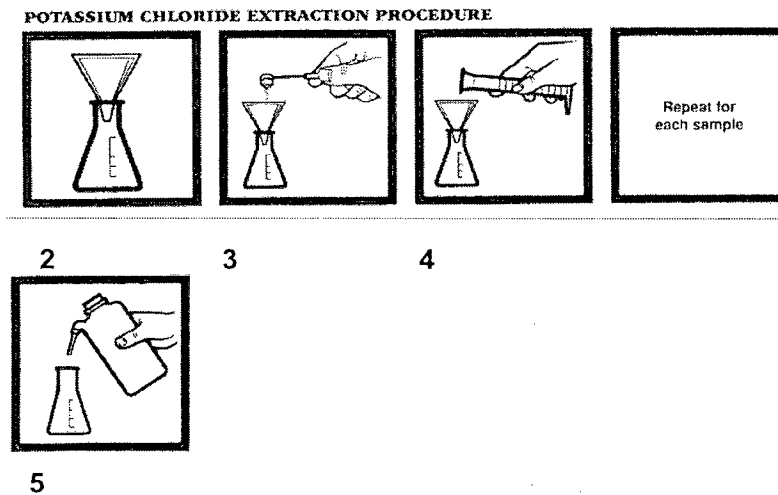 POTASSIUM CHLORIDE EXTRACTION PROCEDURE
Repeat for
each sample
2
3
4
5